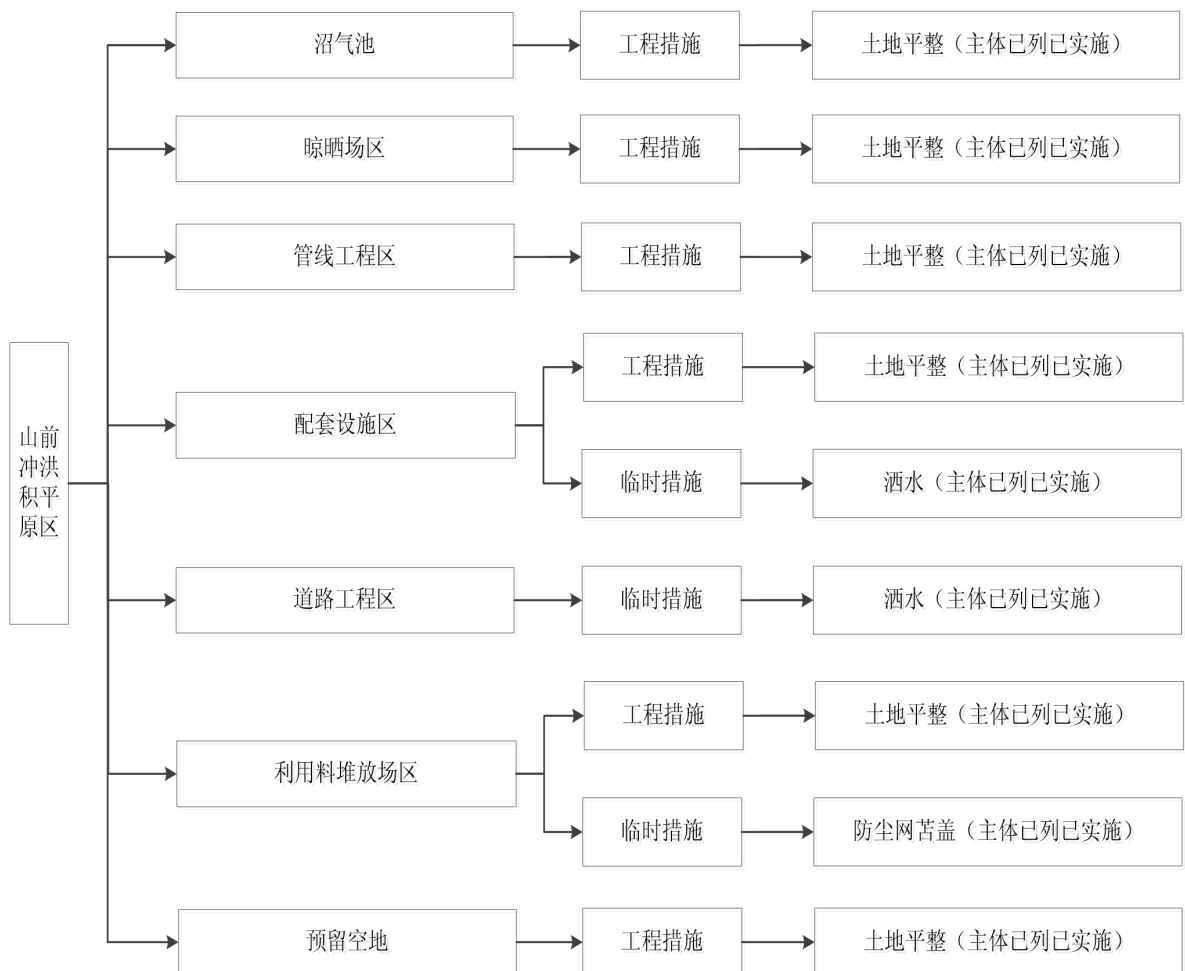 沼气池
工程措施
土地平整（主体已列已实施）
晾晒场区
工程措施
土地平整（主体已列已实施）
管线工程区
工程措施
土地平整（主体已列已实施）
山前
冲洪
积平
原区
配套设施区
工程措施
土地平整（主体已列已实施）
临时措施
洒水（主体已列已实施）
道路工程区
临时措施
洒水（主体已列已实施）
利用料堆放场区
工程措施
土地平整（主体已列已实施）
临时措施
防尘网苫盖（主体已列已实施）
预留空地
工程措施
土地平整（主体已列已实施）